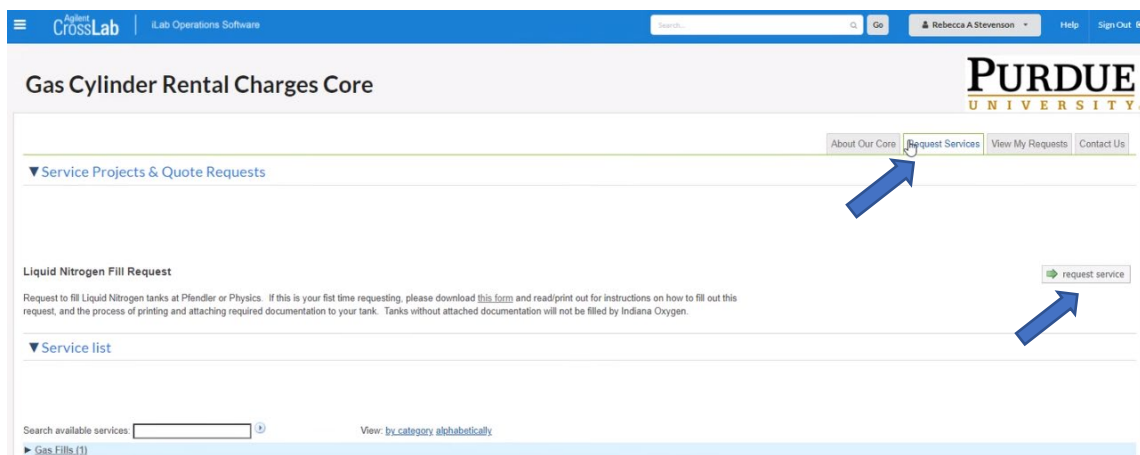 Agilent
CrossLab
iLab Operations Software
Search...
Go
Rebecca A Stevenson
Help
Sign Out
Gas Cylinder Rental Charges Core
PURDUE
UNIVERSITY
About Our Core
Request Services
View My Requests
Contact Us
▼Service Projects & Quote Requests
Liquid Nitrogen Fill Request
request service
Request to fill Liquid Nitrogen tanks at Pfendler or Physics. If this is your fist time requesting, please download this form and read/print out for instructions on how to fill out this
request, and the process of printing and attaching required documentation to your tank. Tanks without attached documentation will not be filled by Indiana Oxygen.
▼Service list
Search available services:
View: by category alphabetically
► Gas Fills (1)